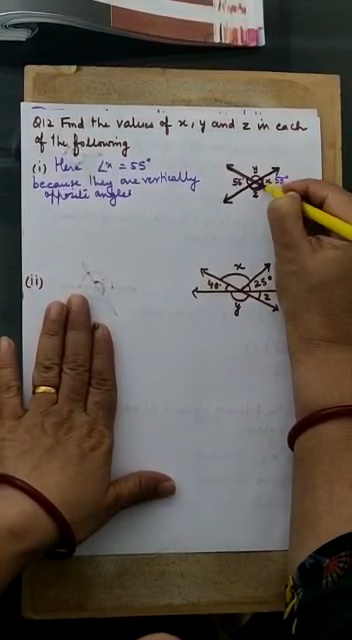 Q12 Find the values of x, y and z in each
of the following
(i) Here ∠x = 55°
because they are vertically
opposite angles
y
55° x 55°
z
(ii)
x
40° 25°
z
y